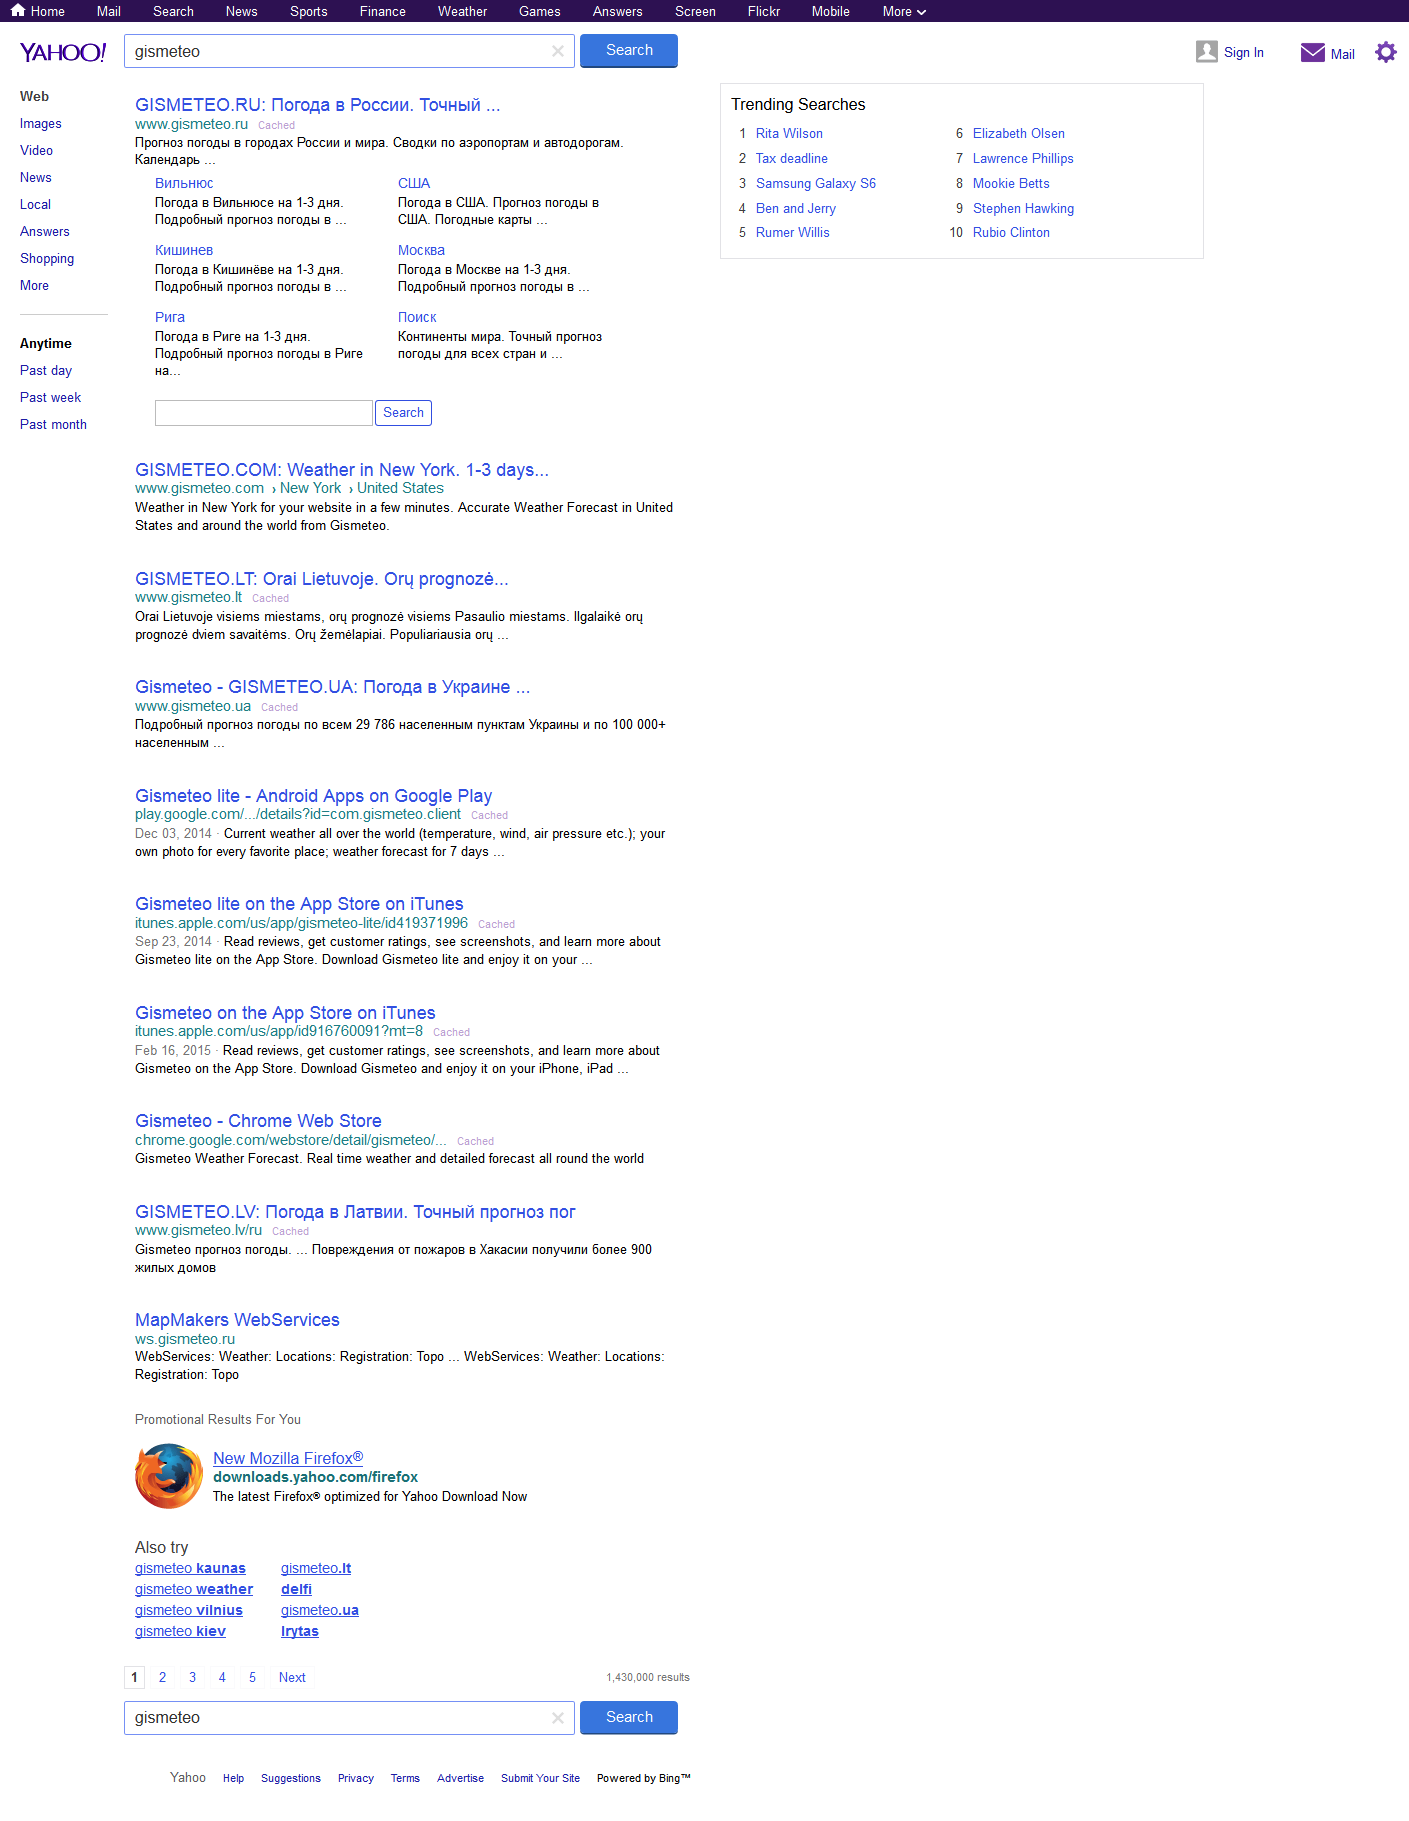 Home Mail Search News Sports Finance Weather Games Answers Screen Flickr Mobile More
YAHOO!
gismeteo
Search
Sign In
Mail
Web
Images
Video
News
Local
Answers
Shopping
More
Anytime
Past day
Past week
Past month
GISMETEO.RU: Погода в России. Точный ...
www.gismeteo.ru Cached
Прогноз погоды в городах России и мира. Сводки по аэропортам и автодорогам.
Календарь ...
Вильнюс
Погода в Вильнюсе на 1-3 дня.
Подробный прогноз погоды в ...
США
Погода в США. Прогноз погоды в
США. Погодные карты ...
Кишинев
Погода в Кишинёве на 1-3 дня.
Подробный прогноз погоды в ...
Москва
Погода в Москве на 1-3 дня.
Подробный прогноз погоды в ...
Рига
Погода в Риге на 1-3 дня.
Подробный прогноз погоды в Риге
на...
Поиск
Континенты мира. Точный прогноз
погоды для всех стран и ...
Search
GISMETEO.COM: Weather in New York. 1-3 days...
www.gismeteo.com › New York › United States
Weather in New York for your website in a few minutes. Accurate Weather Forecast in United
States and around the world from Gismeteo.
GISMETEO.LT: Orai Lietuvoje. Orų prognozė...
www.gismeteo.lt Cached
Orai Lietuvoje visiems miestams, orų prognozė visiems Pasaulio miestams. Ilgalaikė orų
prognozė dviem savaitėms. Orų žemėlapiai. Populiariausia orų ...
Gismeteo - GISMETEO.UA: Погода в Украине ...
www.gismeteo.ua Cached
Подробный прогноз погоды по всем 29 786 населенным пунктам Украины и по 100 000+
населенным ...
Gismeteo lite - Android Apps on Google Play
play.google.com/.../details?id=com.gismeteo.client Cached
Dec 03, 2014 · Current weather all over the world (temperature, wind, air pressure etc.); your
own photo for every favorite place; weather forecast for 7 days ...
Gismeteo lite on the App Store on iTunes
itunes.apple.com/us/app/gismeteo-lite/id419371996 Cached
Sep 23, 2014 · Read reviews, get customer ratings, see screenshots, and learn more about
Gismeteo lite on the App Store. Download Gismeteo lite and enjoy it on your ...
Gismeteo on the App Store on iTunes
itunes.apple.com/us/app/id916760091?mt=8 Cached
Feb 16, 2015 · Read reviews, get customer ratings, see screenshots, and learn more about
Gismeteo on the App Store. Download Gismeteo and enjoy it on your iPhone, iPad ...
Gismeteo - Chrome Web Store
chrome.google.com/webstore/detail/gismeteo/... Cached
Gismeteo Weather Forecast. Real time weather and detailed forecast all round the world
GISMETEO.LV: Погода в Латвии. Точный прогноз пог
www.gismeteo.lv/ru Cached
Gismeteo прогноз погоды. ... Повреждения от пожаров в Хакасии получили более 900
жилых домов
MapMakers WebServices
ws.gismeteo.ru
WebServices: Weather: Locations: Registration: Topo ... WebServices: Weather: Locations:
Registration: Topo
Promotional Results For You
New Mozilla Firefox®
downloads.yahoo.com/firefox
The latest Firefox® optimized for Yahoo Download Now
Also try
gismeteo kaunas gismeteo.lt
gismeteo weather delfi
gismeteo vilnius gismeteo.ua
gismeteo kiev lrytas
1 2 3 4 5 Next 1,430,000 results
gismeteo
Search
Yahoo Help Suggestions Privacy Terms Advertise Submit Your Site Powered by Bing™
Trending Searches
1 Rita Wilson
2 Tax deadline
3 Samsung Galaxy S6
4 Ben and Jerry
5 Rumer Willis
6 Elizabeth Olsen
7 Lawrence Phillips
8 Mookie Betts
9 Stephen Hawking
10 Rubio Clinton